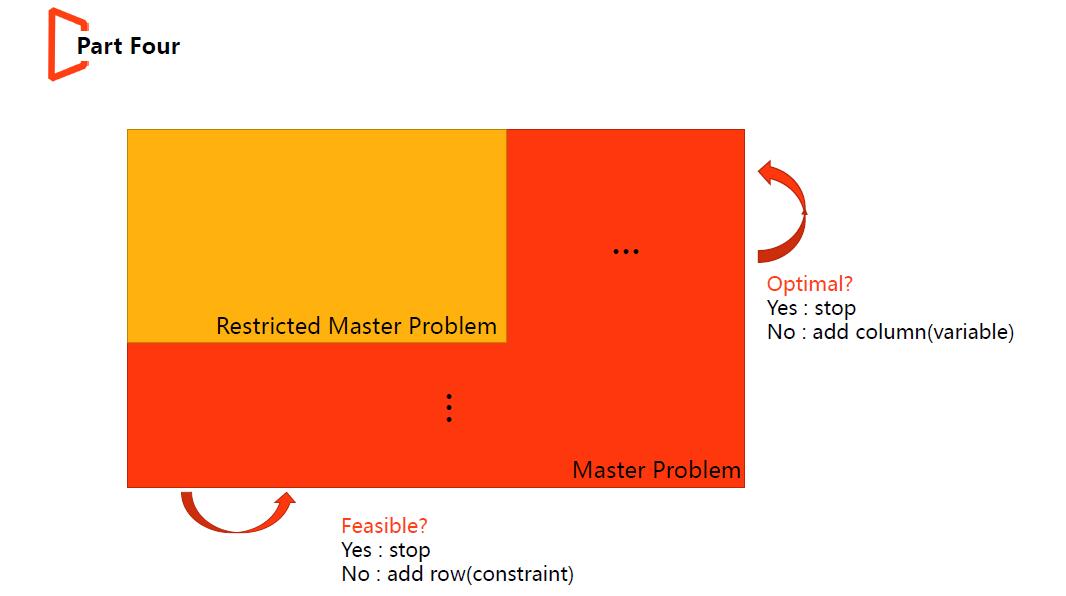 Part Four
...
Restricted Master Problem
Optimal?
Yes : stop
No : add column(variable)
⋮
Master Problem
Feasible?
Yes : stop
No : add row(constraint)